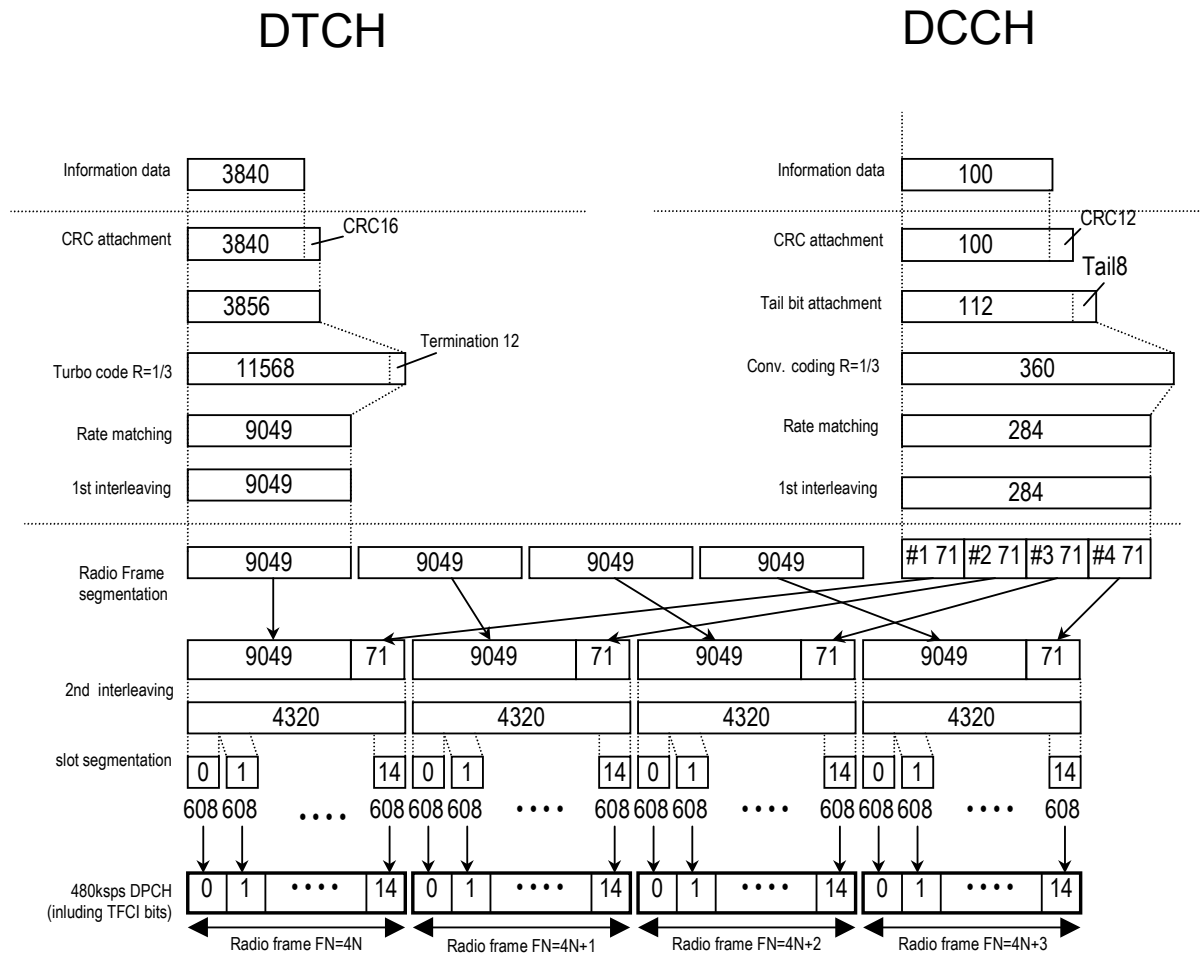 DTCH DCCH
Information data 3840 Information data 100
CRC attachment 3840 CRC16 CRC attachment 100 CRC12
3856 Tail bit attachment 112 Tail8
Turbo code R=1/3 11568 Termination 12 Conv. coding R=1/3 360
Rate matching 9049 Rate matching 284
1st interleaving 9049 1st interleaving 284
Radio Frame segmentation 9049 9049 9049 9049 #1 71 #2 71 #3 71 #4 71
9049 71 9049 71 9049 71 9049 71
2nd interleaving
4320 4320 4320 4320
slot segmentation 0 1 14 0 1 14 0 1 14 0 1 14
608 608 •••• 608 608 608 •••• 608 608 608 •••• 608 608 608 •••• 608
480ksps DPCH (inluding TFCI bits) 0 1 •••• 14 0 1 •••• 14 0 1 •••• 14 0 1 •••• 14
Radio frame FN=4N Radio frame FN=4N+1 Radio frame FN=4N+2 Radio frame FN=4N+3